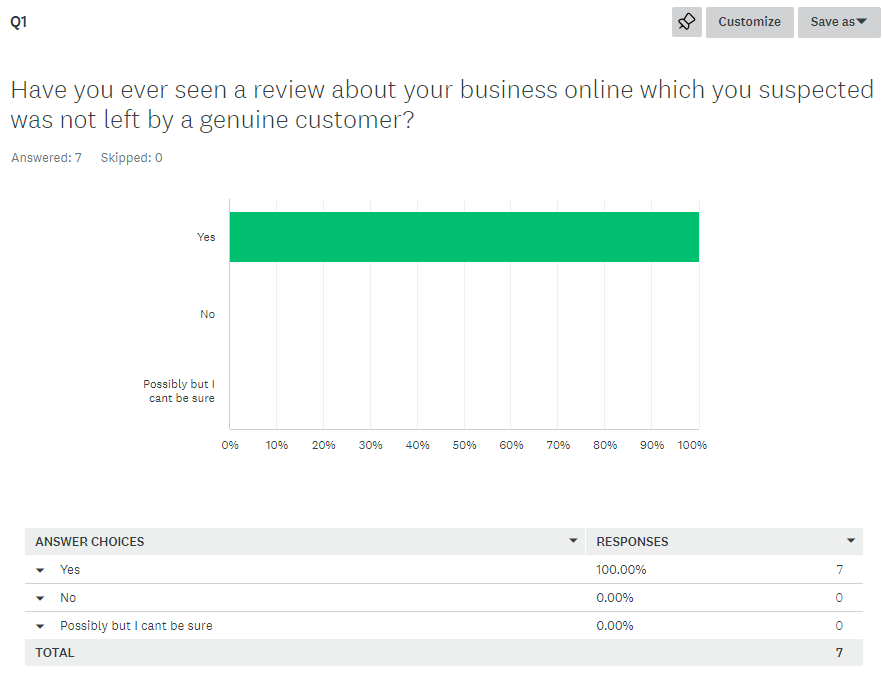 Q1
Customize
Save as
Have you ever seen a review about your business online which you suspected
was not left by a genuine customer?
Answered: 7 Skipped: 0
Yes
No
Possibly but I
cant be sure
0% 10% 20% 30% 40% 50% 60% 70% 80% 90% 100%
ANSWER CHOICES RESPONSES
Yes 100.00% 7
No 0.00% 0
Possibly but I cant be sure 0.00% 0
TOTAL 7